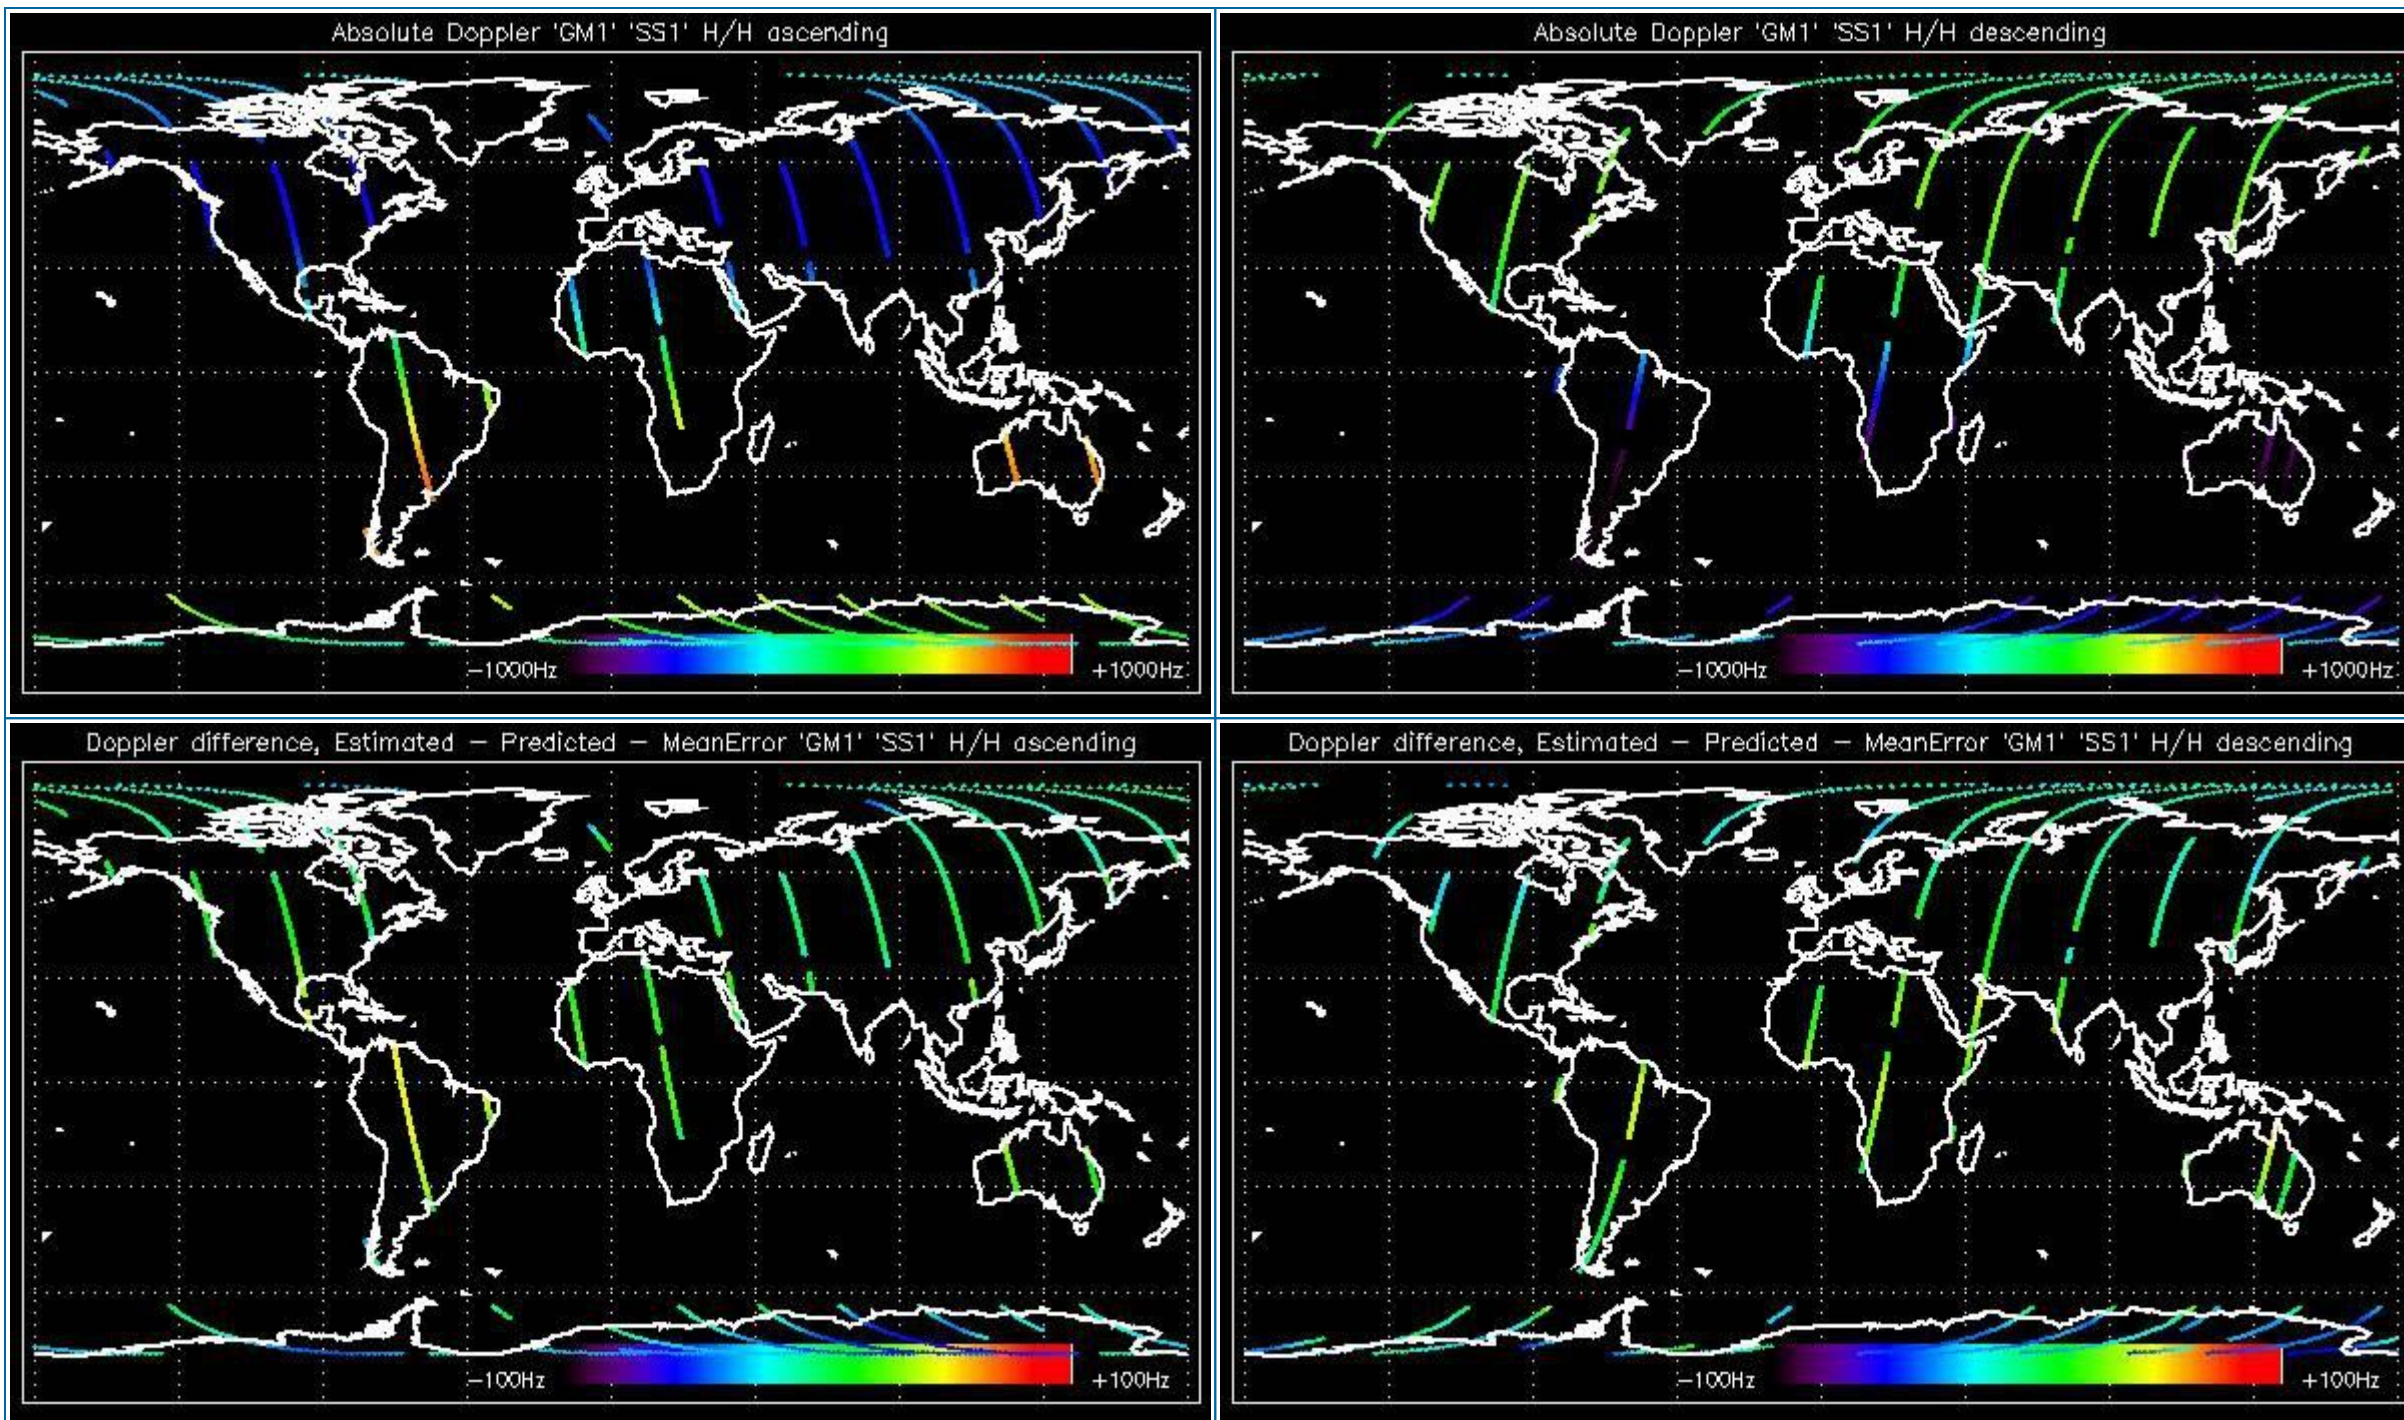 Absolute Doppler 'GM1' 'SS1' H/H ascending
-1000Hz
+1000Hz
Absolute Doppler 'GM1' 'SS1' H/H descending
-1000Hz
+1000Hz
Doppler difference, Estimated - Predicted - MeanError 'GM1' 'SS1' H/H ascending
-100Hz
+100Hz
Doppler difference, Estimated - Predicted - MeanError 'GM1' 'SS1' H/H descending
-100Hz
+100Hz